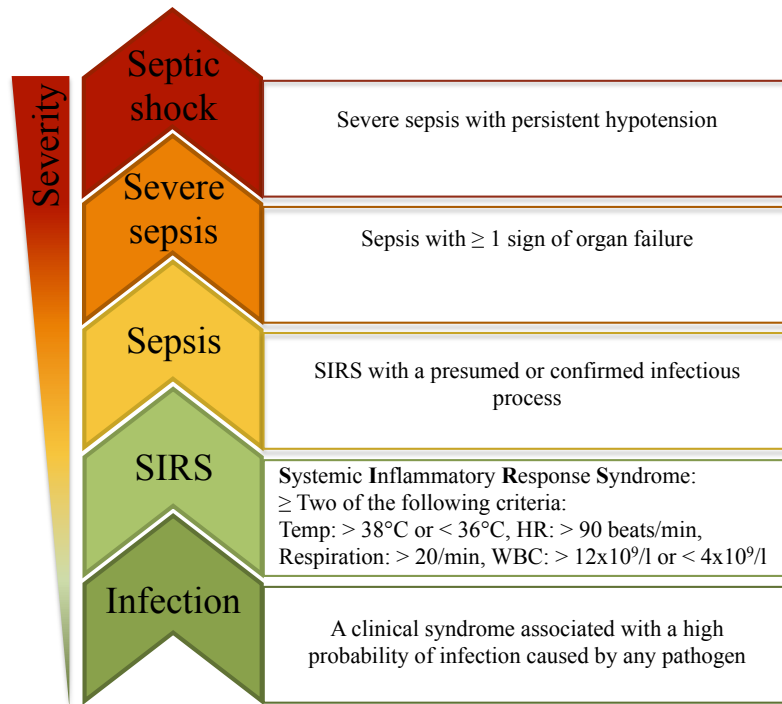 Severity
Septic
shock
Severe sepsis with persistent hypotension
Severe
sepsis
Sepsis with ≥ 1 sign of organ failure
Sepsis
SIRS with a presumed or confirmed infectious
process
SIRS
Systemic Inflammatory Response Syndrome:
≥ Two of the following criteria:
Temp: > 38°C or < 36°C, HR: > 90 beats/min,
Respiration: > 20/min, WBC: > 12x10⁹/l or < 4x10⁹/l
Infection
A clinical syndrome associated with a high
probability of infection caused by any pathogen